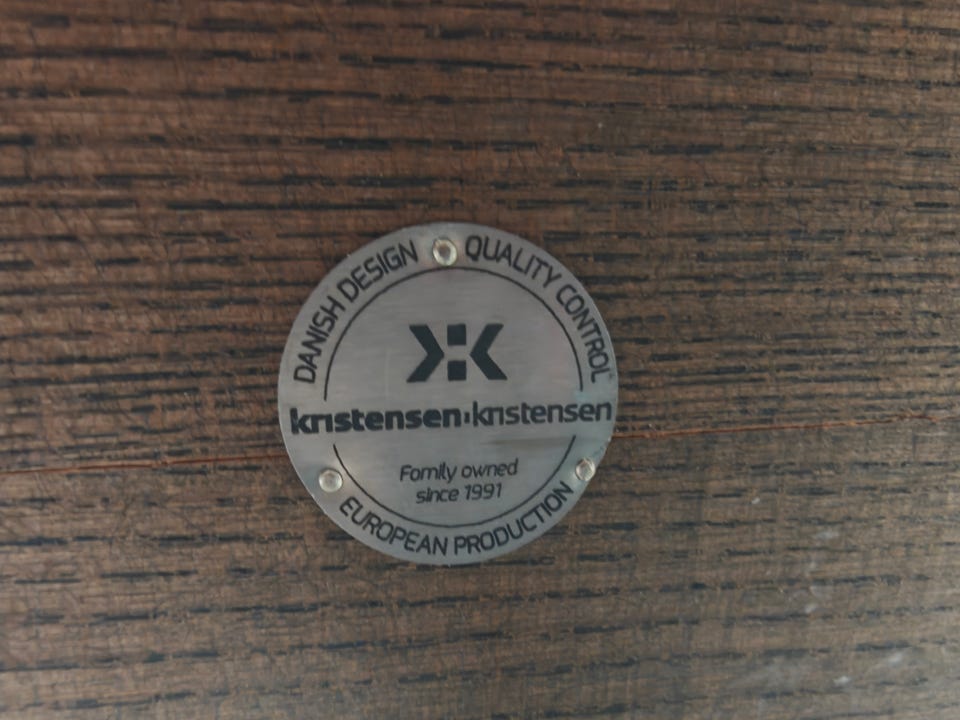 DANISH DESIGN
QUALITY CONTROL
kristensen:kristensen
Family owned
since 1991
EUROPEAN PRODUCTION